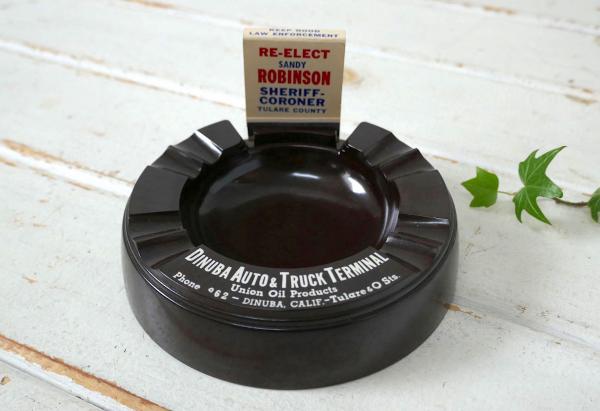 KEEP GOOD
LAW ENFORCEMENT
RE-ELECT
SANDY
ROBINSON
SHERIFF-
CORONER
TULARE COUNTY
DINUBA AUTO & TRUCK TERMINAL
Union Oil Products
Phone 962 – DINUBA, CALIF.-Tulare & O Sts.